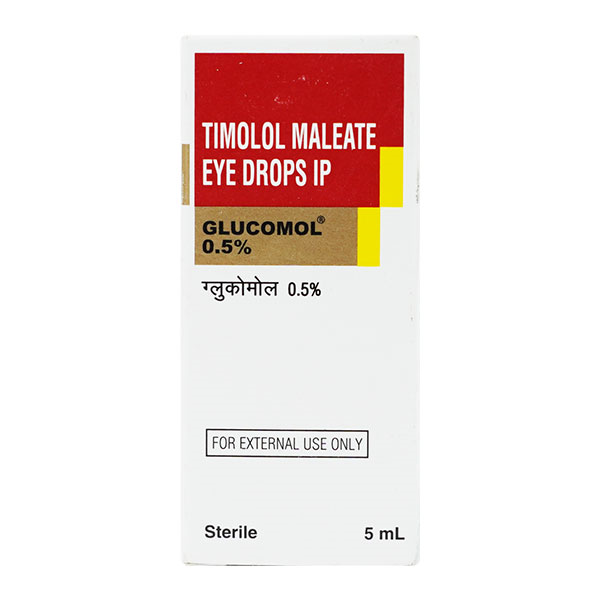 TIMOLOL MALEATE
EYE DROPS IP
GLUCOMOL®
0.5%
ग्लुकोमोल 0.5%
FOR EXTERNAL USE ONLY
Sterile 5 mL